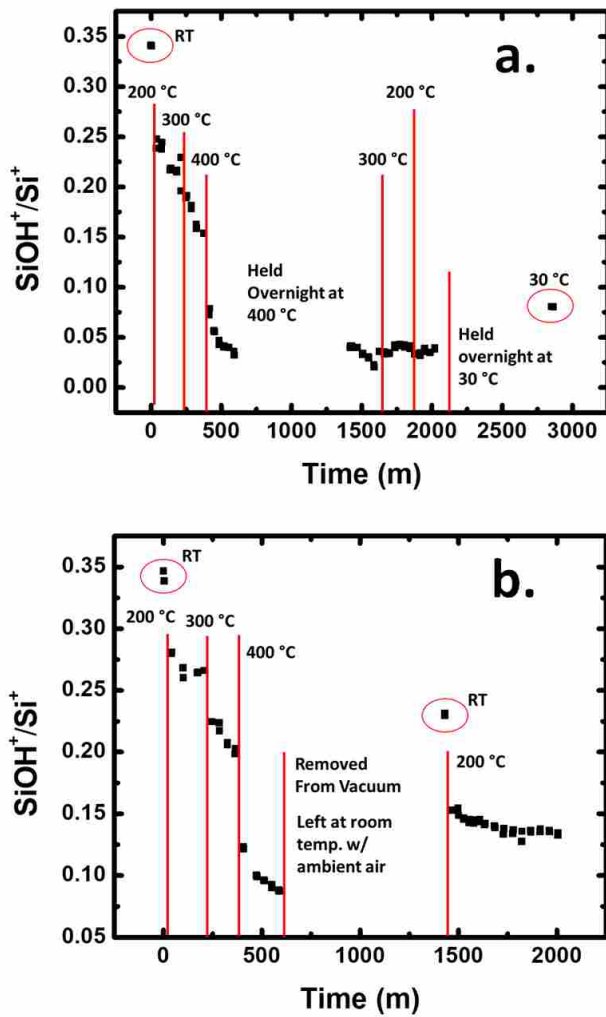 a.
RT
0.35
0.30
0.25
0.20
0.15
0.10
0.05
0.00
SiOH⁺/Si⁺
200 °C
300 °C
400 °C
200 °C
300 °C
Held
Overnight at
400 °C
30 °C
Held
overnight at
30 °C
0 500 1000 1500 2000 2500 3000
Time (m)
b.
RT
0.35
0.30
0.25
0.20
0.15
0.10
0.05
SiOH⁺/Si⁺
200 °C
300 °C
400 °C
RT
200 °C
Removed
From Vacuum
Left at room
temp. w/
ambient air
0 500 1000 1500 2000
Time (m)